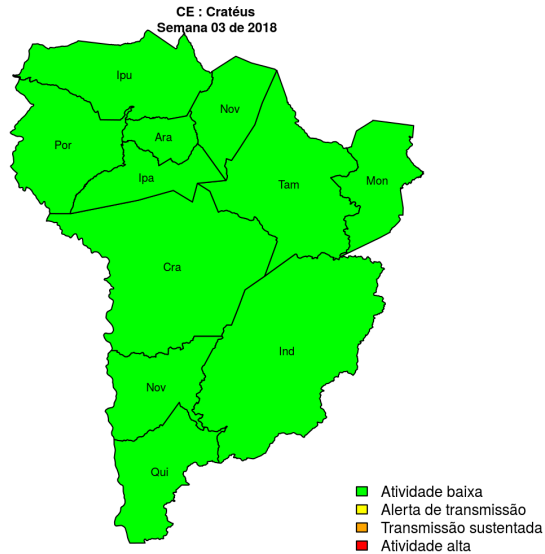 CE : Cratéus
Semana 03 de 2018
Ipu
Nov
Por
Ara
Ipa
Tam
Mon
Cra
Ind
Nov
Qui
Atividade baixa
Alerta de transmissão
Transmissão sustentada
Atividade alta